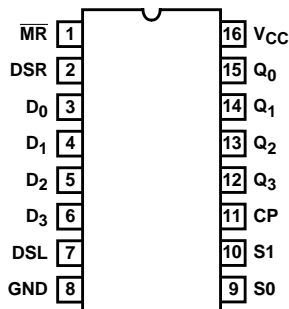 M̅R̅ 1 16 VCC
DSR 2 15 Q0
D0 3 14 Q1
D1 4 13 Q2
D2 5 12 Q3
D3 6 11 CP
DSL 7 10 S1
GND 8 9 S0